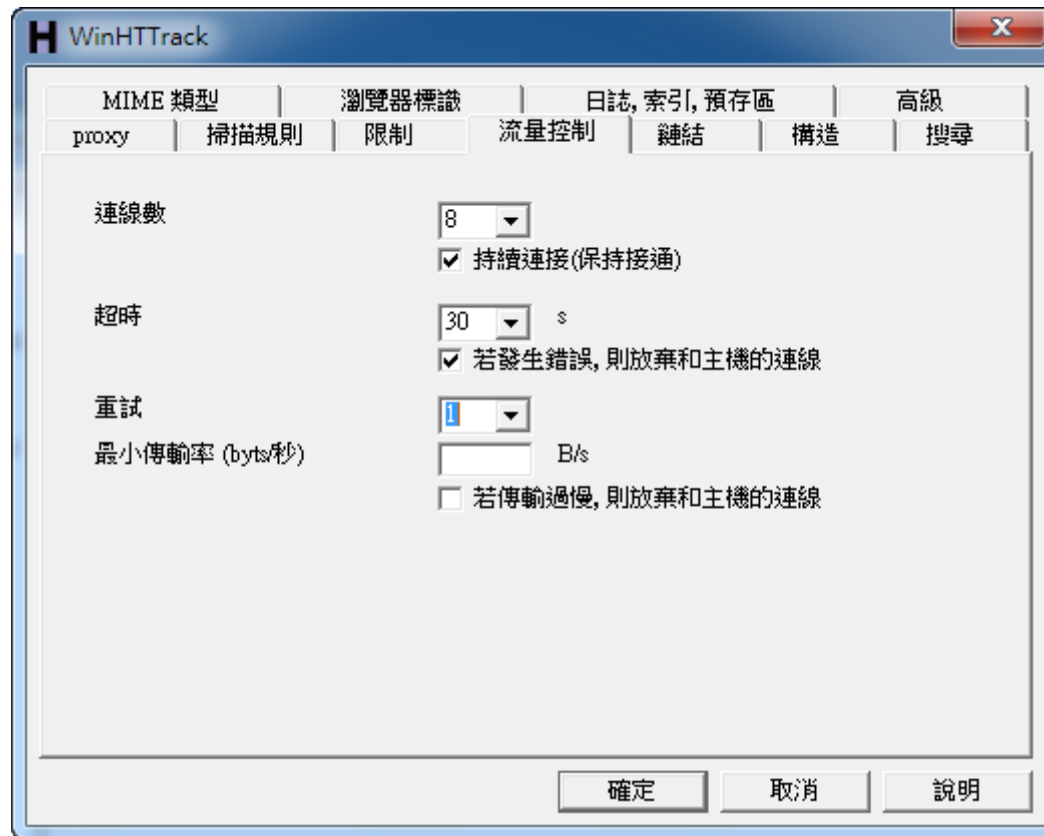 WinHTTrack
MIME 類型 瀏覽器標識 日誌, 索引, 預存區 高級
proxy 掃描規則 限制 流量控制 鏈結 構造 搜尋
連線數 8
持續連接(保持接通)
超時 30 s
若發生錯誤, 則放棄和主機的連線
重試 1
最小傳輸率 (byts/秒) B/s
若傳輸過慢, 則放棄和主機的連線
確定 取消 說明